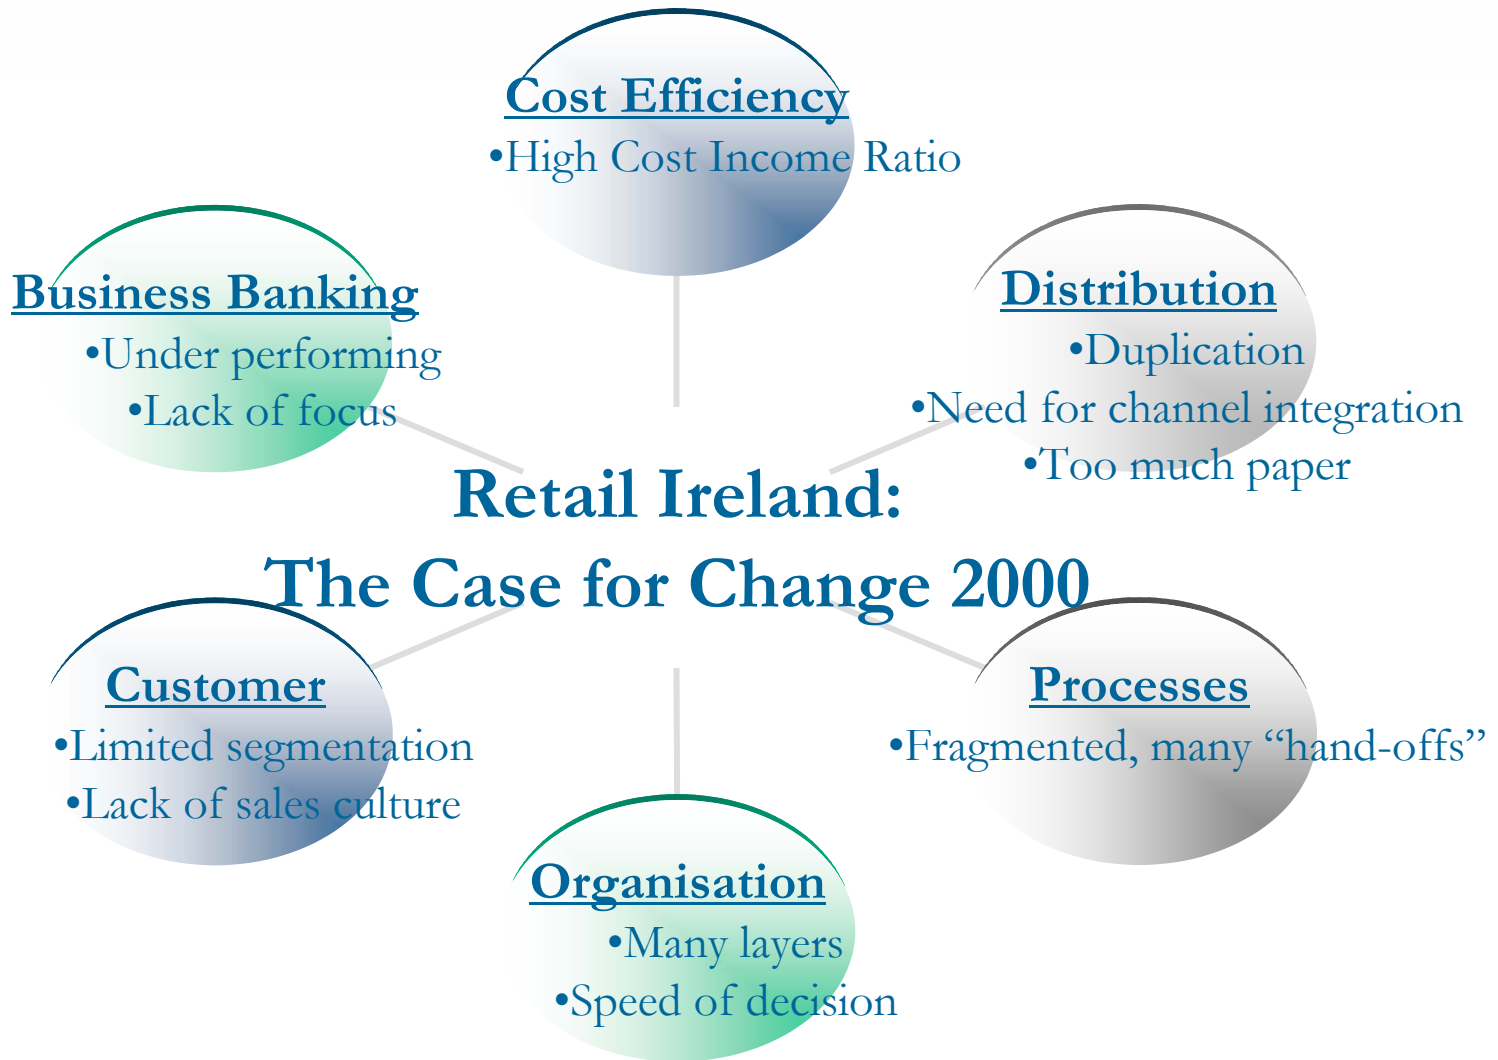 Cost Efficiency
•High Cost Income Ratio
Business Banking
•Under performing
•Lack of focus
Distribution
•Duplication
•Need for channel integration
•Too much paper
Retail Ireland:
The Case for Change 2000
Customer
•Limited segmentation
•Lack of sales culture
Processes
•Fragmented, many “hand-offs”
Organisation
•Many layers
•Speed of decision